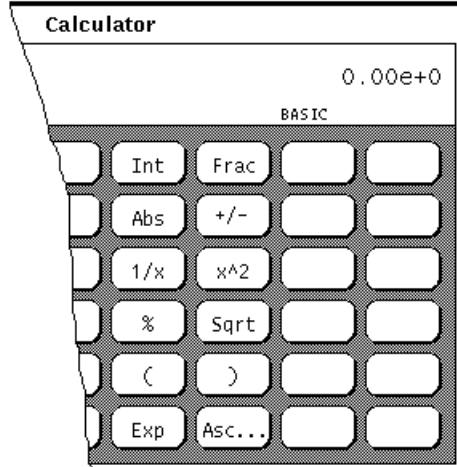 Calculator
0.00e+0
BASIC
Int Frac
Abs +/-
1/x x^2
% Sqrt
( )
Exp Asc...